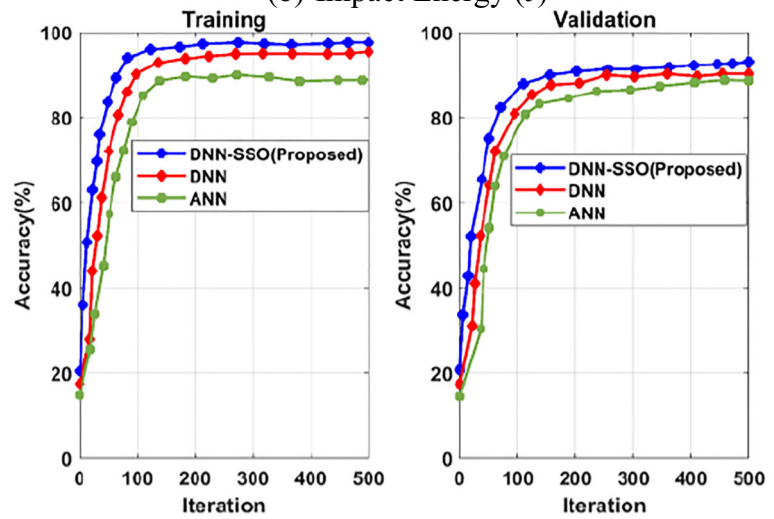 (b) Impact Energy (J)
Training
Validation
100
80
60
40
20
0
Accuracy(%)
DNN-SSO(Proposed)
DNN
ANN
0 100 200 300 400 500
Iteration
100
80
60
40
20
0
Accuracy(%)
DNN-SSO(Proposed)
DNN
ANN
0 100 200 300 400 500
Iteration